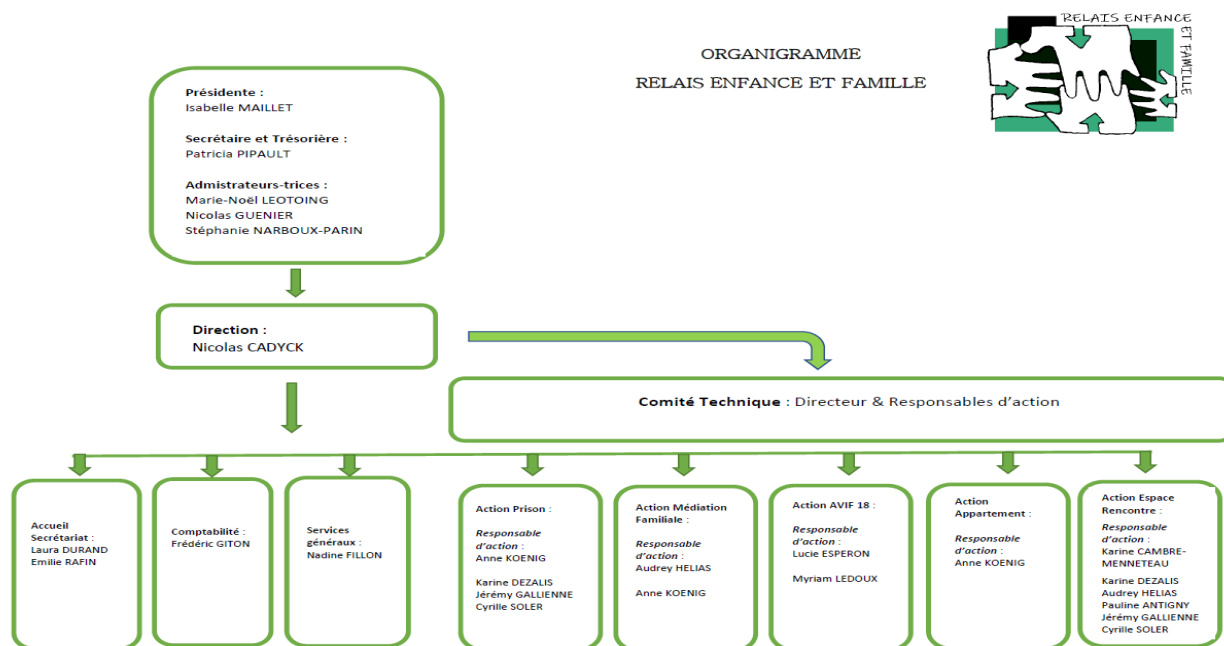 ORGANIGRAMME
RELAIS ENFANCE ET FAMILLE
RELAIS ENFANCE
ET FAMILLE
Présidente :
Isabelle MAILLET
Secrétaire et Trésorière :
Patricia PIPAULT
Admistrateurs-trices :
Marie-Noël LEOTOING
Nicolas GUENIER
Stéphanie NARBOUX-PARIN
Direction :
Nicolas CADYCK
Comité Technique : Directeur & Responsables d’action
Accueil
Secrétariat :
Laura DURAND
Emilie RAFIN
Comptabilité :
Frédéric GITON
Services
généraux :
Nadine FILLON
Action Prison :
Responsable
d’action :
Anne KOENIG
Karine DEZALIS
Jérémy GALLIENNE
Cyrille SOLER
Action Médiation
Familiale :
Responsable
d’action :
Audrey HELIAS
Anne KOENIG
Action AVIF 18 :
Responsable
d’action :
Lucie ESPERON
Myriam LEDOUX
Action
Appartement :
Responsable
d’action :
Anne KOENIG
Action Espace
Rencontre :
Responsable
d’action :
Karine CAMBRE-
MENNETEAU
Karine DEZALIS
Audrey HELIAS
Pauline ANTIGNY
Jérémy GALLIENNE
Cyrille SOLER